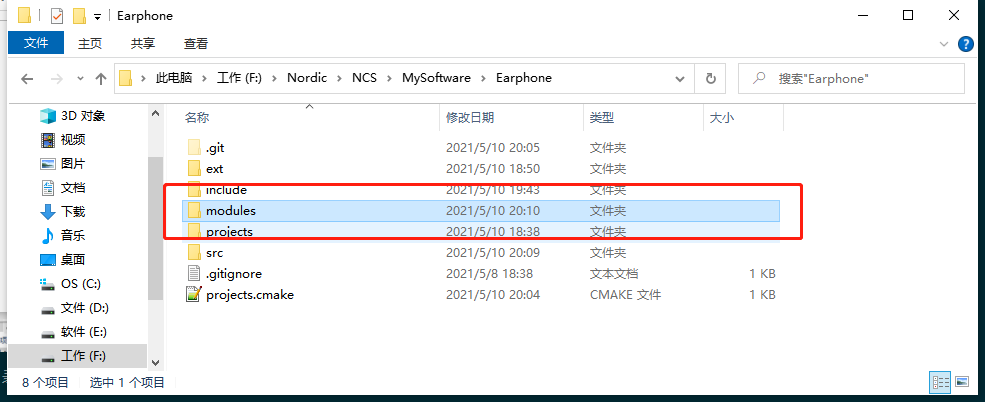 Earphone
文件 主页 共享 查看
此电脑 工作 (F:) Nordic NCS MySoftware Earphone 搜索"Earphone"
3D 对象
视频
图片
文档
下载
音乐
桌面
OS (C:)
文件 (D:)
软件 (E:)
工作 (F:)
名称 修改日期 类型 大小
.git 2021/5/10 20:05 文件夹
ext 2021/5/10 18:50 文件夹
include 2021/5/10 19:43 文件夹
modules 2021/5/10 20:10 文件夹
projects 2021/5/10 18:38 文件夹
src 2021/5/10 20:09 文件夹
.gitignore 2021/5/8 18:38 文本文档 1 KB
projects.cmake 2021/5/10 20:04 CMAKE 文件 1 KB
8 个项目 选中 1 个项目